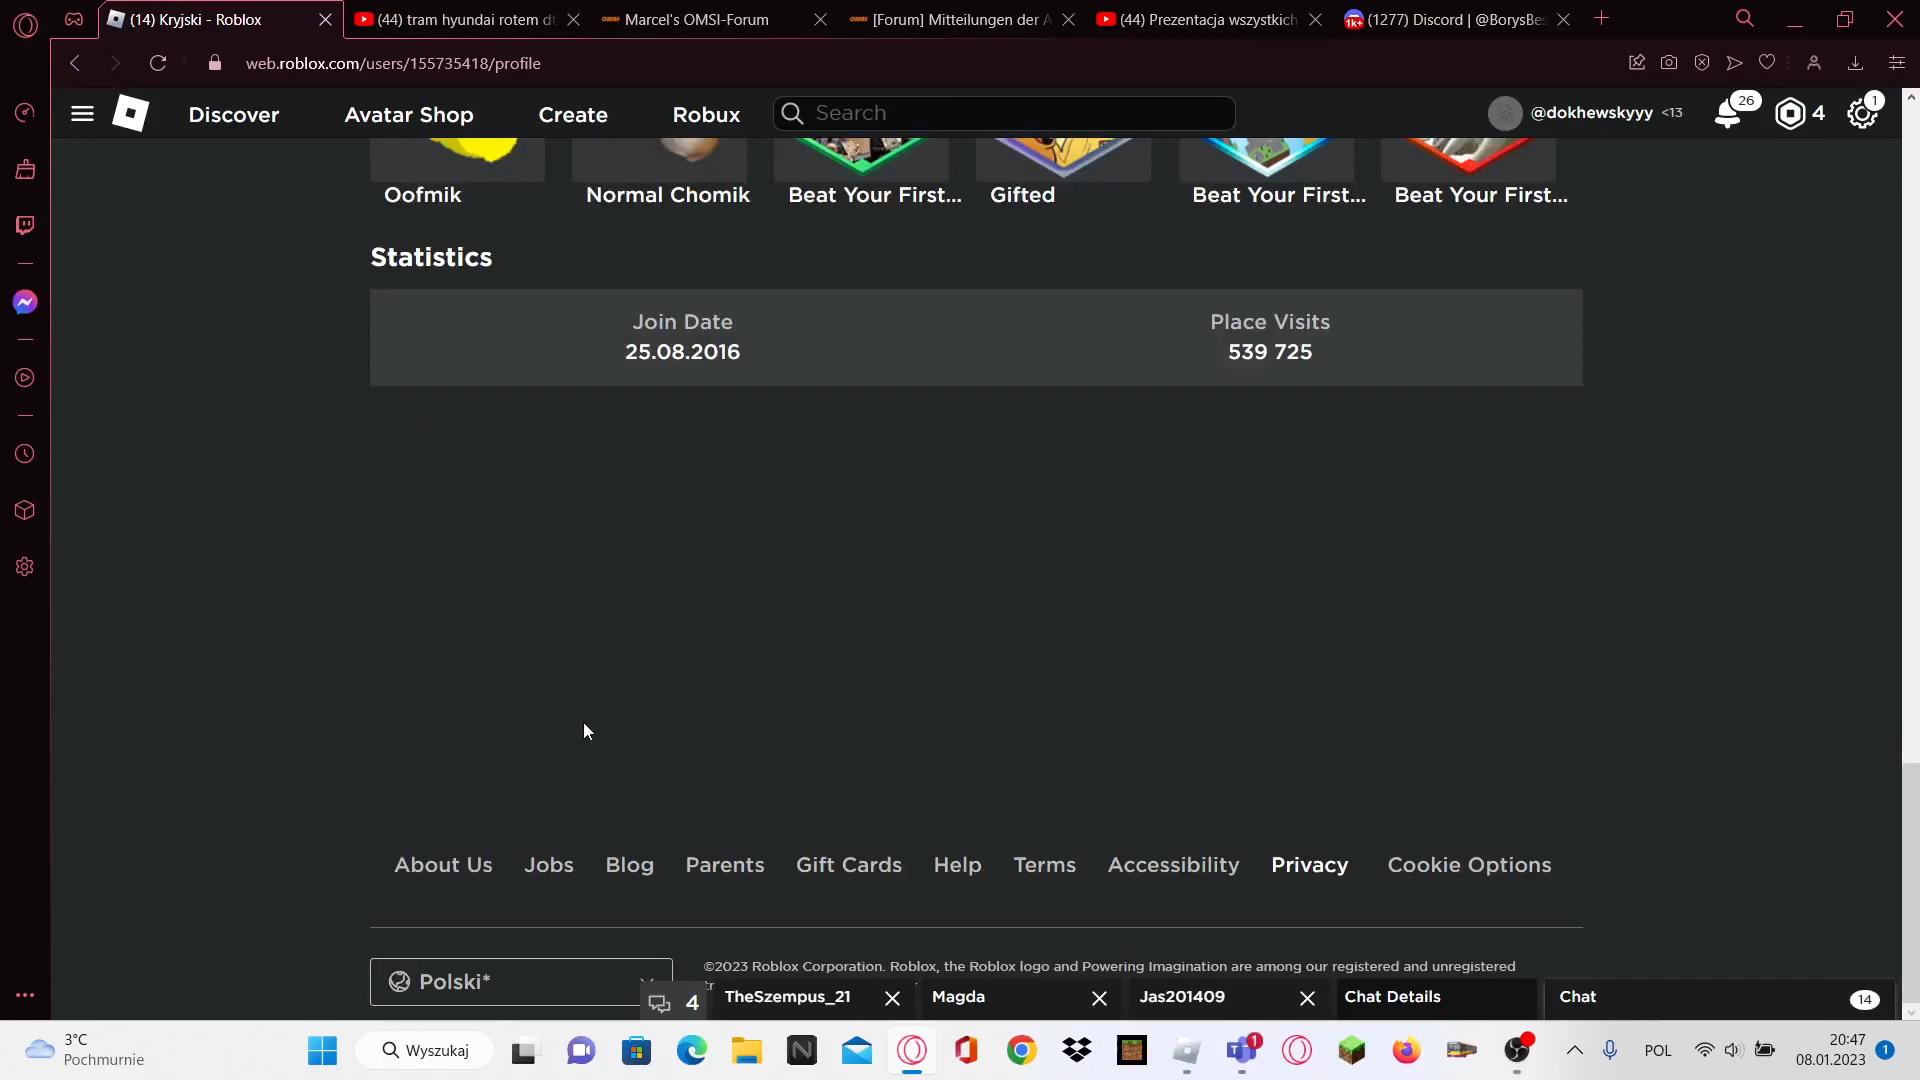 (14) Kryjski - Roblox
(44) tram hyundai rotem dt
Marcel's OMSI-Forum
[Forum] Mitteilungen der A
(44) Prezentacja wszystkich
1k+
(1277) Discord | @BorysBes
web.roblox.com/users/155735418/profile
Discover
Avatar Shop
Create
Robux
Search
@dokhewskyyy <13
26
4
1
Oofmik
Normal Chomik
Beat Your First...
Gifted
Beat Your First...
Beat Your First...
Statistics
Join Date
25.08.2016
Place Visits
539 725
About Us
Jobs
Blog
Parents
Gift Cards
Help
Terms
Accessibility
Privacy
Cookie Options
Polski*
©2023 Roblox Corporation. Roblox, the Roblox logo and Powering Imagination are among our registered and unregistered
4
TheSzempus_21
Magda
Jas201409
Chat Details
Chat
14
3°C
Pochmurnie
Wyszukaj
1
POL
20:47
08.01.2023
1